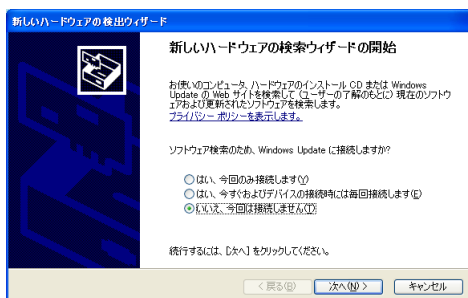 新しいハードウェアの検出ウィザード
新しいハードウェアの検索ウィザードの開始
お使いのコンピュータ、ハードウェアのインストール CD または Windows
Update の Web サイトを検索して (ユーザーの了解のもとに) 現在のソフトウ
ェアおよび更新されたソフトウェアを検索します。
プライバシー ポリシーを表示します。
ソフトウェア検索のため、Windows Update に接続しますか?
はい、今回のみ接続します(Y)
はい、今すぐおよびデバイスの接続時には毎回接続します(E)
いいえ、今回は接続しません(T)
続行するには、[次へ] をクリックしてください。
< 戻る(B) 次へ(N) > キャンセル